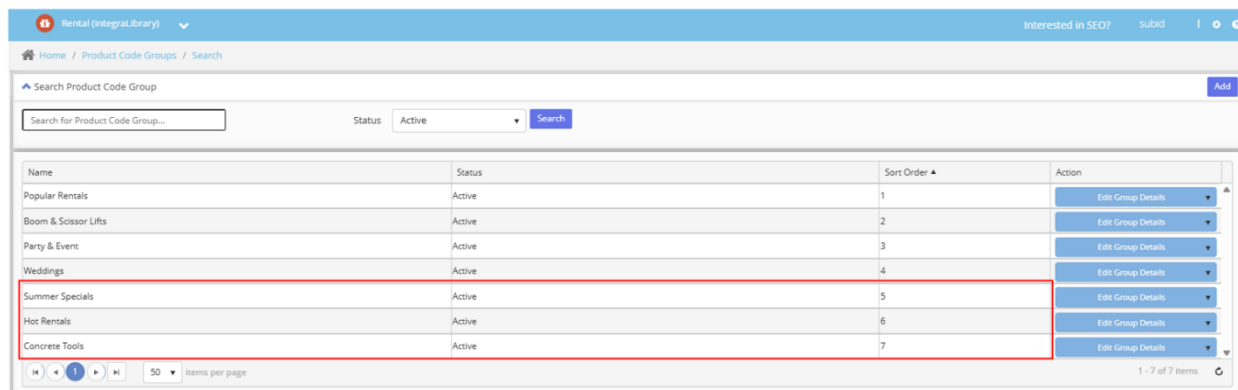 Rental (IntegraLibrary) Interested in SEO? subid
Home / Product Code Groups / Search
Search Product Code Group Add
Search for Product Code Group... Status Active Search
Name Status Sort Order Action
Popular Rentals Active 1 Edit Group Details
Boom & Scissor Lifts Active 2 Edit Group Details
Party & Event Active 3 Edit Group Details
Weddings Active 4 Edit Group Details
Summer Specials Active 5 Edit Group Details
Hot Rentals Active 6 Edit Group Details
Concrete Tools Active 7 Edit Group Details
1 50 items per page 1 - 7 of 7 items